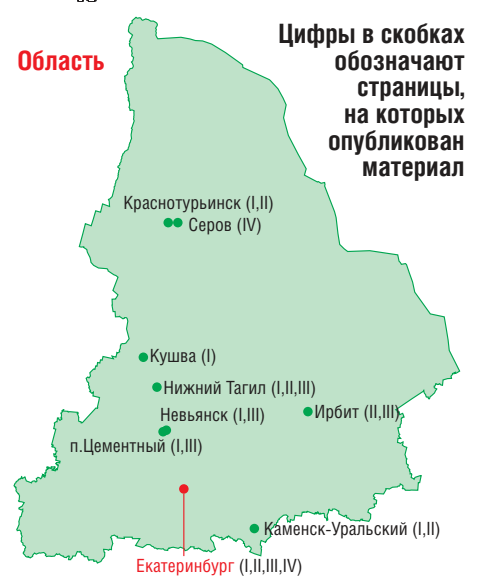 Область
Цифры в скобках
обозначают
страницы,
на которых
опубликован
материал
Краснотурьинск (I,II)
Серов (IV)
Кушва (I)
Нижний Тагил (I,II,III)
Невьянск (I,III)
Ирбит (II,III)
п.Цементный (I,III)
Каменск-Уральский (I,II)
Екатеринбург (I,II,III,IV)